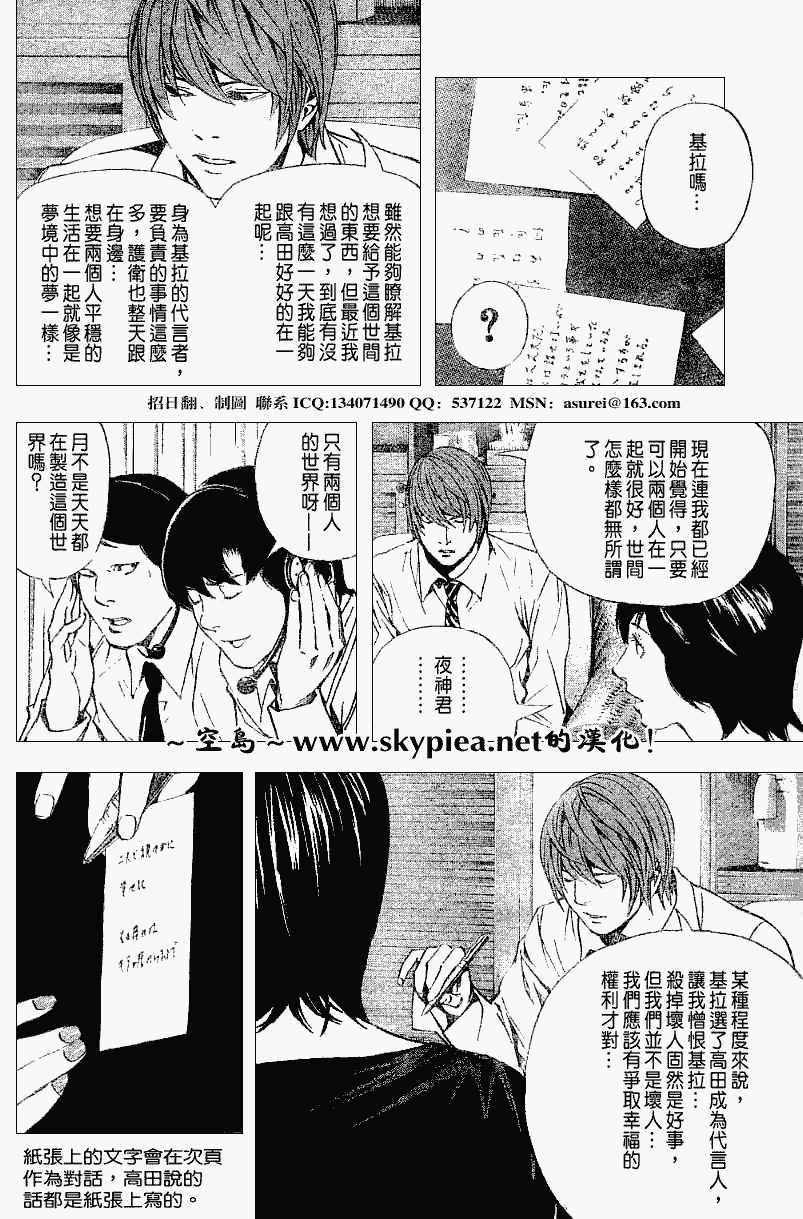 基拉嗎…
?
雖然能夠瞭解基拉
想要給予這個世間
的東西，但最近我
想過了，到底有沒
有這麼一天我能夠
跟高田好好的在一
起呢…
身為基拉的代言者，
要負責的事情這麼
多，護衛也整天跟
在身邊…
想要兩個人平穩的
生活在一起就像是
夢境中的夢一樣…
招日翻、制圖 聯系ICQ:134071490 QQ：537122 MSN：asurei@163.com
現在連我都已經
開始覺得，只要
可以兩個人在一
起就很好，世間
怎麼樣都無所謂
了。
………
夜神君
………
只有兩個人
的世界呀——
月不是天天都
在製造這個世
界嗎？
～空島～www.skypiea.net的漢化!
某種程度來說，
基拉選了高田成為代言人，
讓我憎恨基拉…
殺掉壞人固然是好事，
但我們並不是壞人…
我們應該有爭取幸福的
權利才對…
紙張上的文字會在次頁
作為對話，高田說的
話都是紙張上寫的。